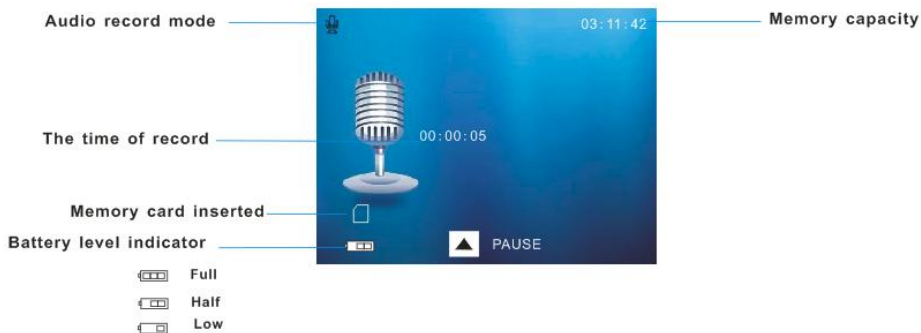 Audio record mode
03:11:42
Memory capacity
The time of record
00:00:05
Memory card inserted
Battery level indicator
PAUSE
Full
Half
Low